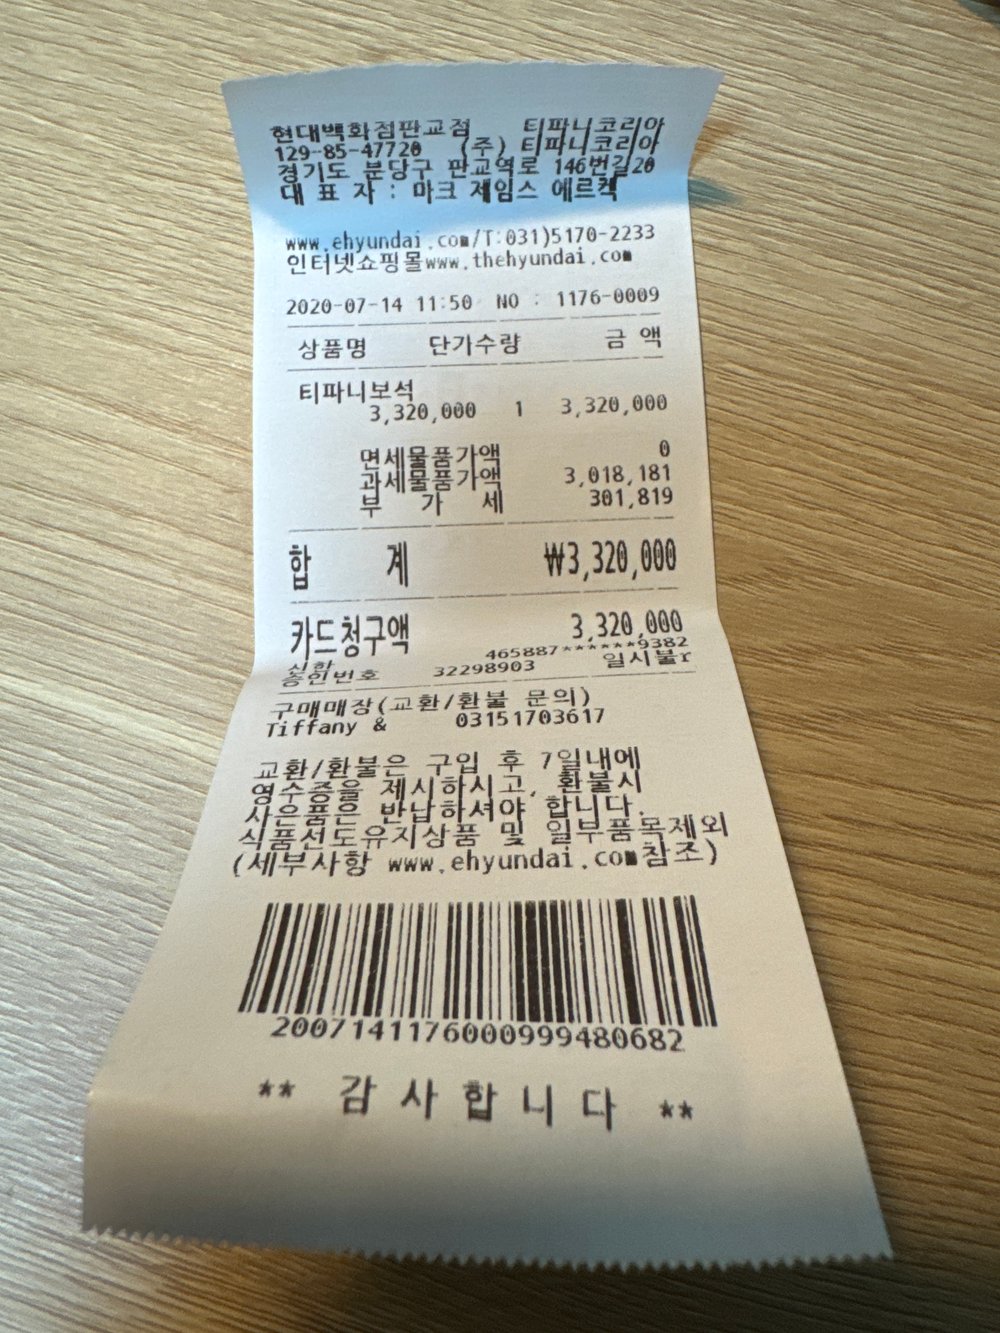 현대백화점판교점 티파니코리아
129-85-47720 (주) 티파니코리아
경기도 분당구 판교역로 146번길20
대 표 자 : 마크 제임스 에르켁
www.ehyundai.com/T:031)5170-2233
인터넷쇼핑몰www.thehyundai.com
2020-07-14 11:50 NO : 1176-0009
상품명 단가수량 금 액
티파니보석
3,320,000 1 3,320,000
면세물품가액 0
과세물품가액 3,018,181
부 가 세 301,819
합 계 ₩3,320,000
카드청구액 3,320,000
신한 465887******9382
승인번호 32298903 일시불r
구매매장(교환/환불 문의)
Tiffany & 03151703617
교환/환불은 구입 후 7일내에
영수증을 제시하시고, 환불시
사은품은 반납하셔야 합니다.
식품선도유지상품 및 일부품목제외
(세부사항 www.ehyundai.com참조)
2007141176000999480682
** 감 사 합 니 다 **